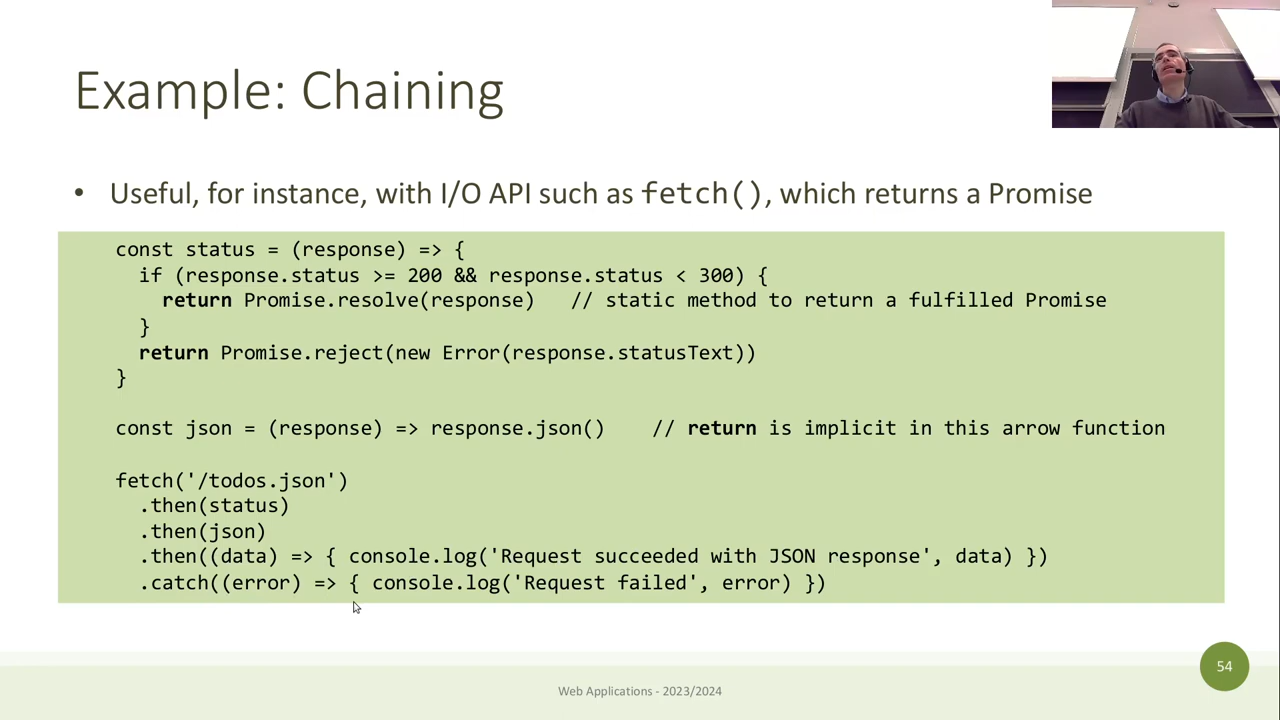 Example: Chaining
• Useful, for instance, with I/O API such as fetch(), which returns a Promise
const status = (response) => {
  if (response.status >= 200 && response.status < 300) {
    return Promise.resolve(response)   // static method to return a fulfilled Promise
  }
  return Promise.reject(new Error(response.statusText))
}
const json = (response) => response.json()    // return is implicit in this arrow function
fetch('/todos.json')
  .then(status)
  .then(json)
  .then((data) => { console.log('Request succeeded with JSON response', data) })
  .catch((error) => { console.log('Request failed', error) })
54
Web Applications - 2023/2024